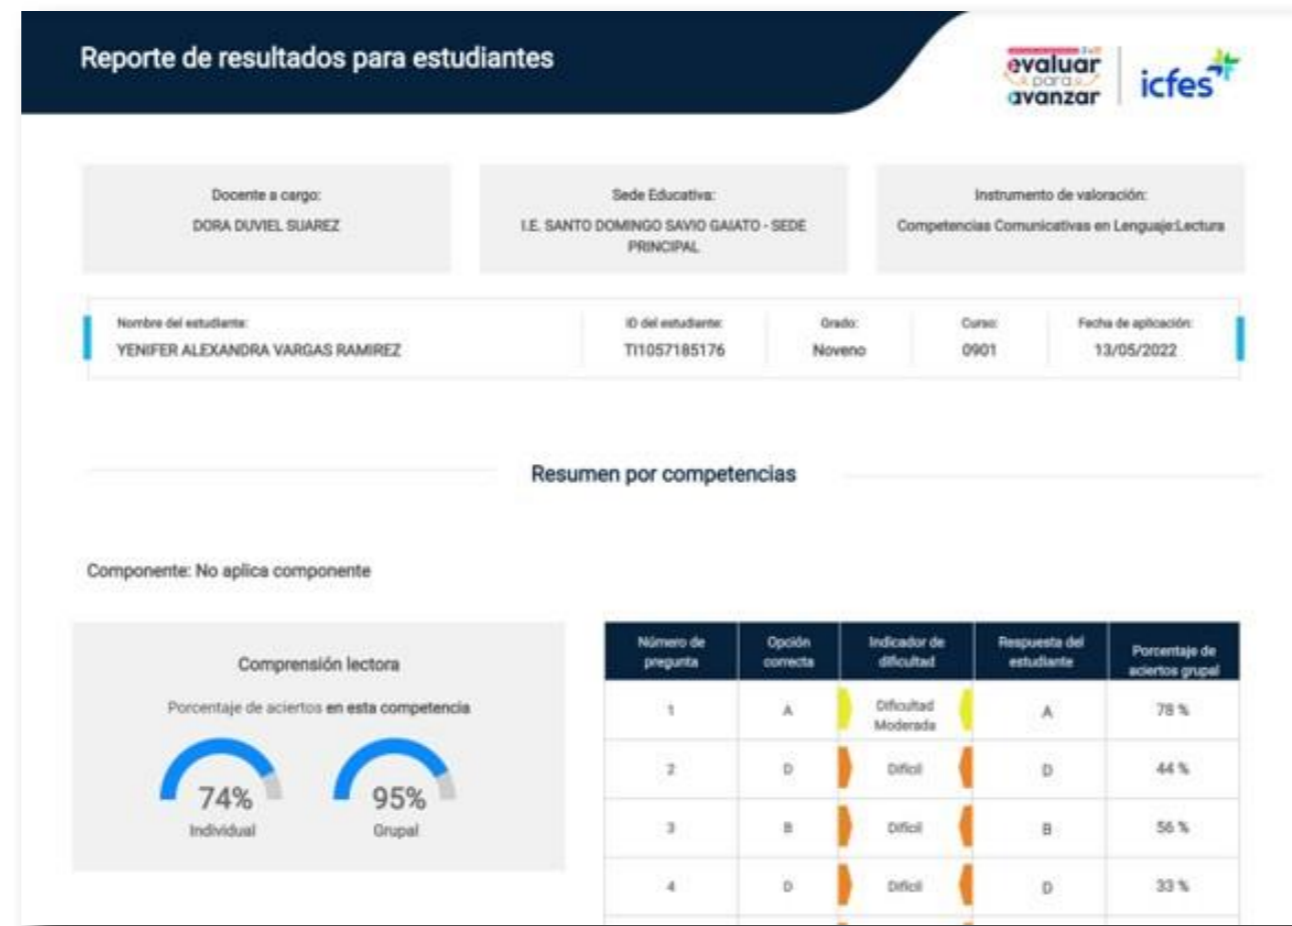 Reporte de resultados para estudiantes
evaluar
para
avanzar
icfes
Docente a cargo:
DORA DUVIEL SUAREZ
Sede Educativa:
I.E. SANTO DOMINGO SAVIO GAIATO - SEDE
PRINCIPAL
Instrumento de valoración:
Competencias Comunicativas en Lenguaje:Lectura
Nombre del estudiante:
YENIFER ALEXANDRA VARGAS RAMIREZ
ID del estudiante:
TI1057185176
Grado:
Noveno
Curso:
0901
Fecha de aplicación:
13/05/2022
Resumen por competencias
Componente: No aplica componente
Comprensión lectora
Porcentaje de aciertos en esta competencia
74%
Individual
95%
Grupal
Número de pregunta
Opción correcta
Indicador de dificultad
Respuesta del estudiante
Porcentaje de aciertos grupal
1 A Dificultad Moderada A 78 %
2 D Difícil D 44 %
3 B Difícil B 56 %
4 D Difícil D 33 %